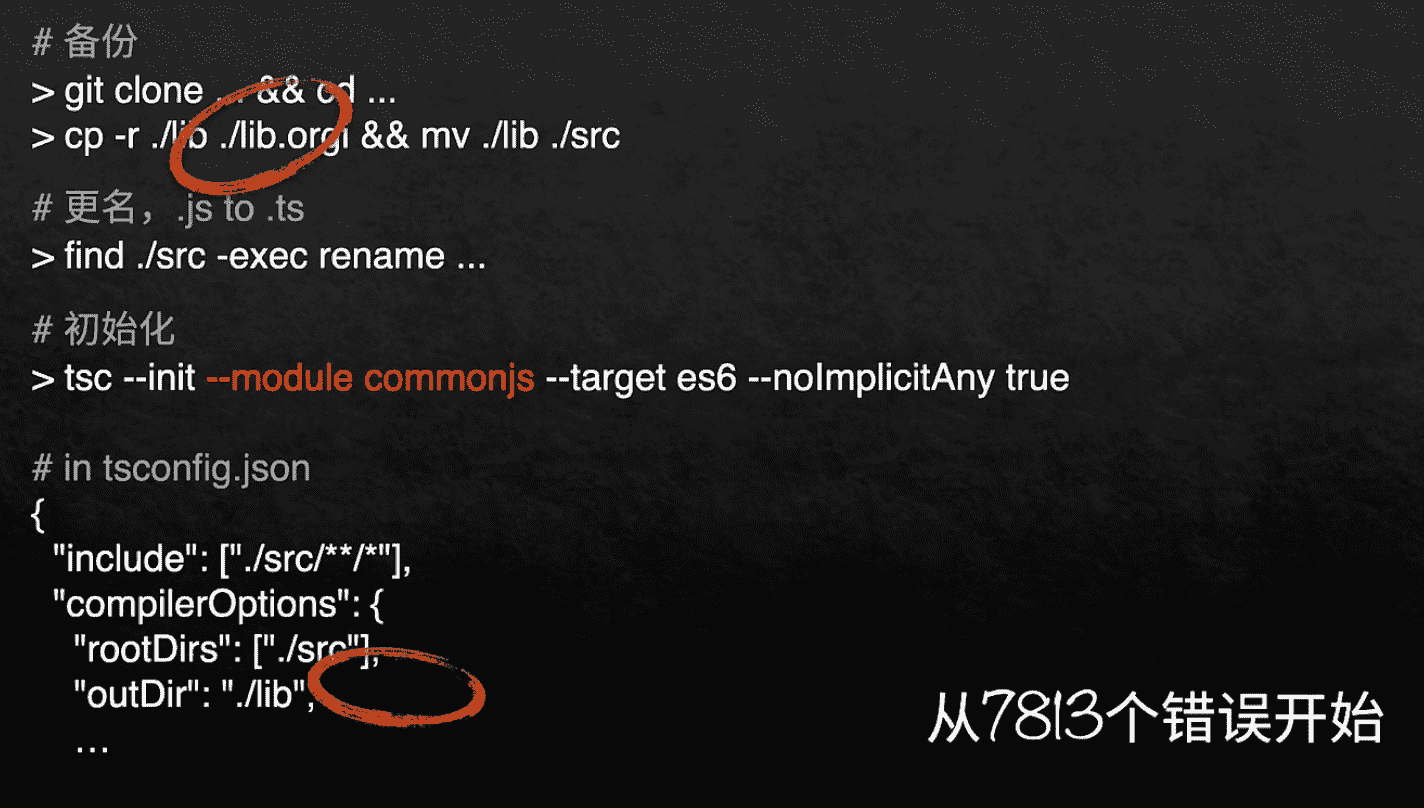 # 备份
> git clone ... && cd ...
> cp -r ./lib ./lib.orgi && mv ./lib ./src
# 更名，.js to .ts
> find ./src -exec rename ...
# 初始化
> tsc --init --module commonjs --target es6 --noImplicitAny true
# in tsconfig.json
{
"include": ["./src/**/*"],
"compilerOptions": {
"rootDirs": ["./src"],
"outDir": "./lib",
...
从7813个错误开始